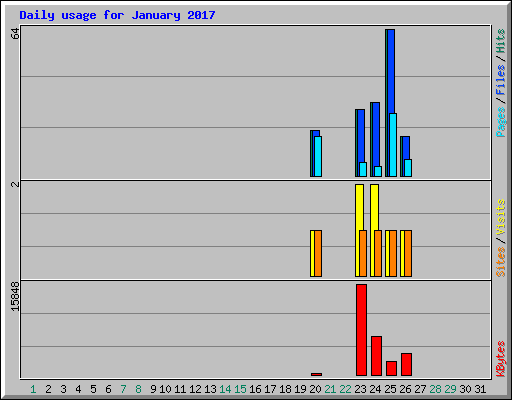 Daily usage for January 2017
64
2
15848
Pages/Files/Hits
Sites/Visits
KBytes
1 2 3 4 5 6 7 8 9 10 11 12 13 14 15 16 17 18 19 20 21 22 23 24 25 26 27 28 29 30 31